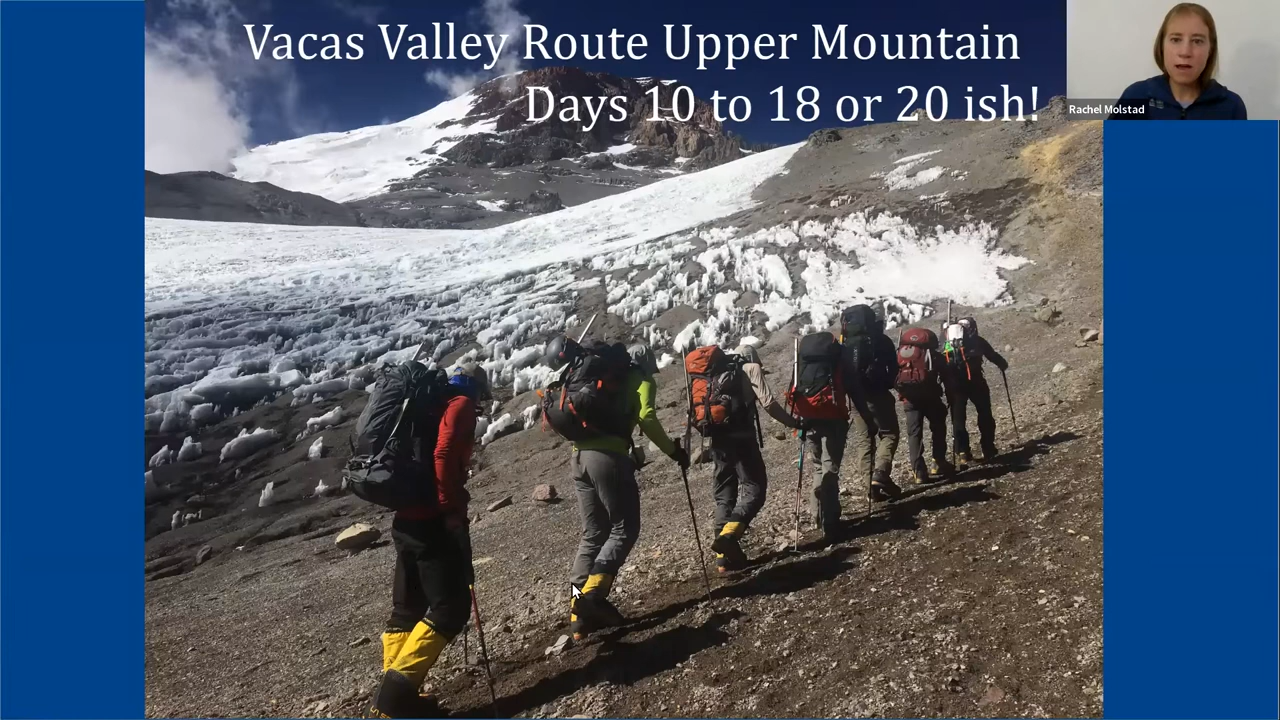 Vacas Valley Route Upper Mountain
Days 10 to 18 or 20 ish!
Rachel Molstad